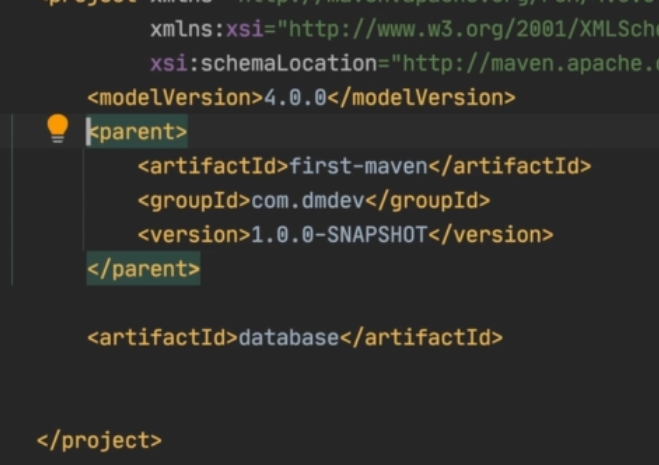 xmlns:xsi="http://www.w3.org/2001/XMLSche
xsi:schemaLocation="http://maven.apache.
<modelVersion>4.0.0</modelVersion>
<parent>
<artifactId>first-maven</artifactId>
<groupId>com.dmdev</groupId>
<version>1.0.0-SNAPSHOT</version>
</parent>
<artifactId>database</artifactId>
</project>